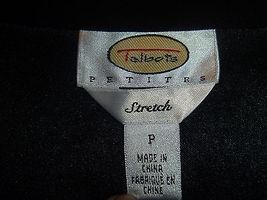 Talbots
PETITES
Stretch
P
MADE IN
CHINA
FABRIQUÉ EN
CHINE